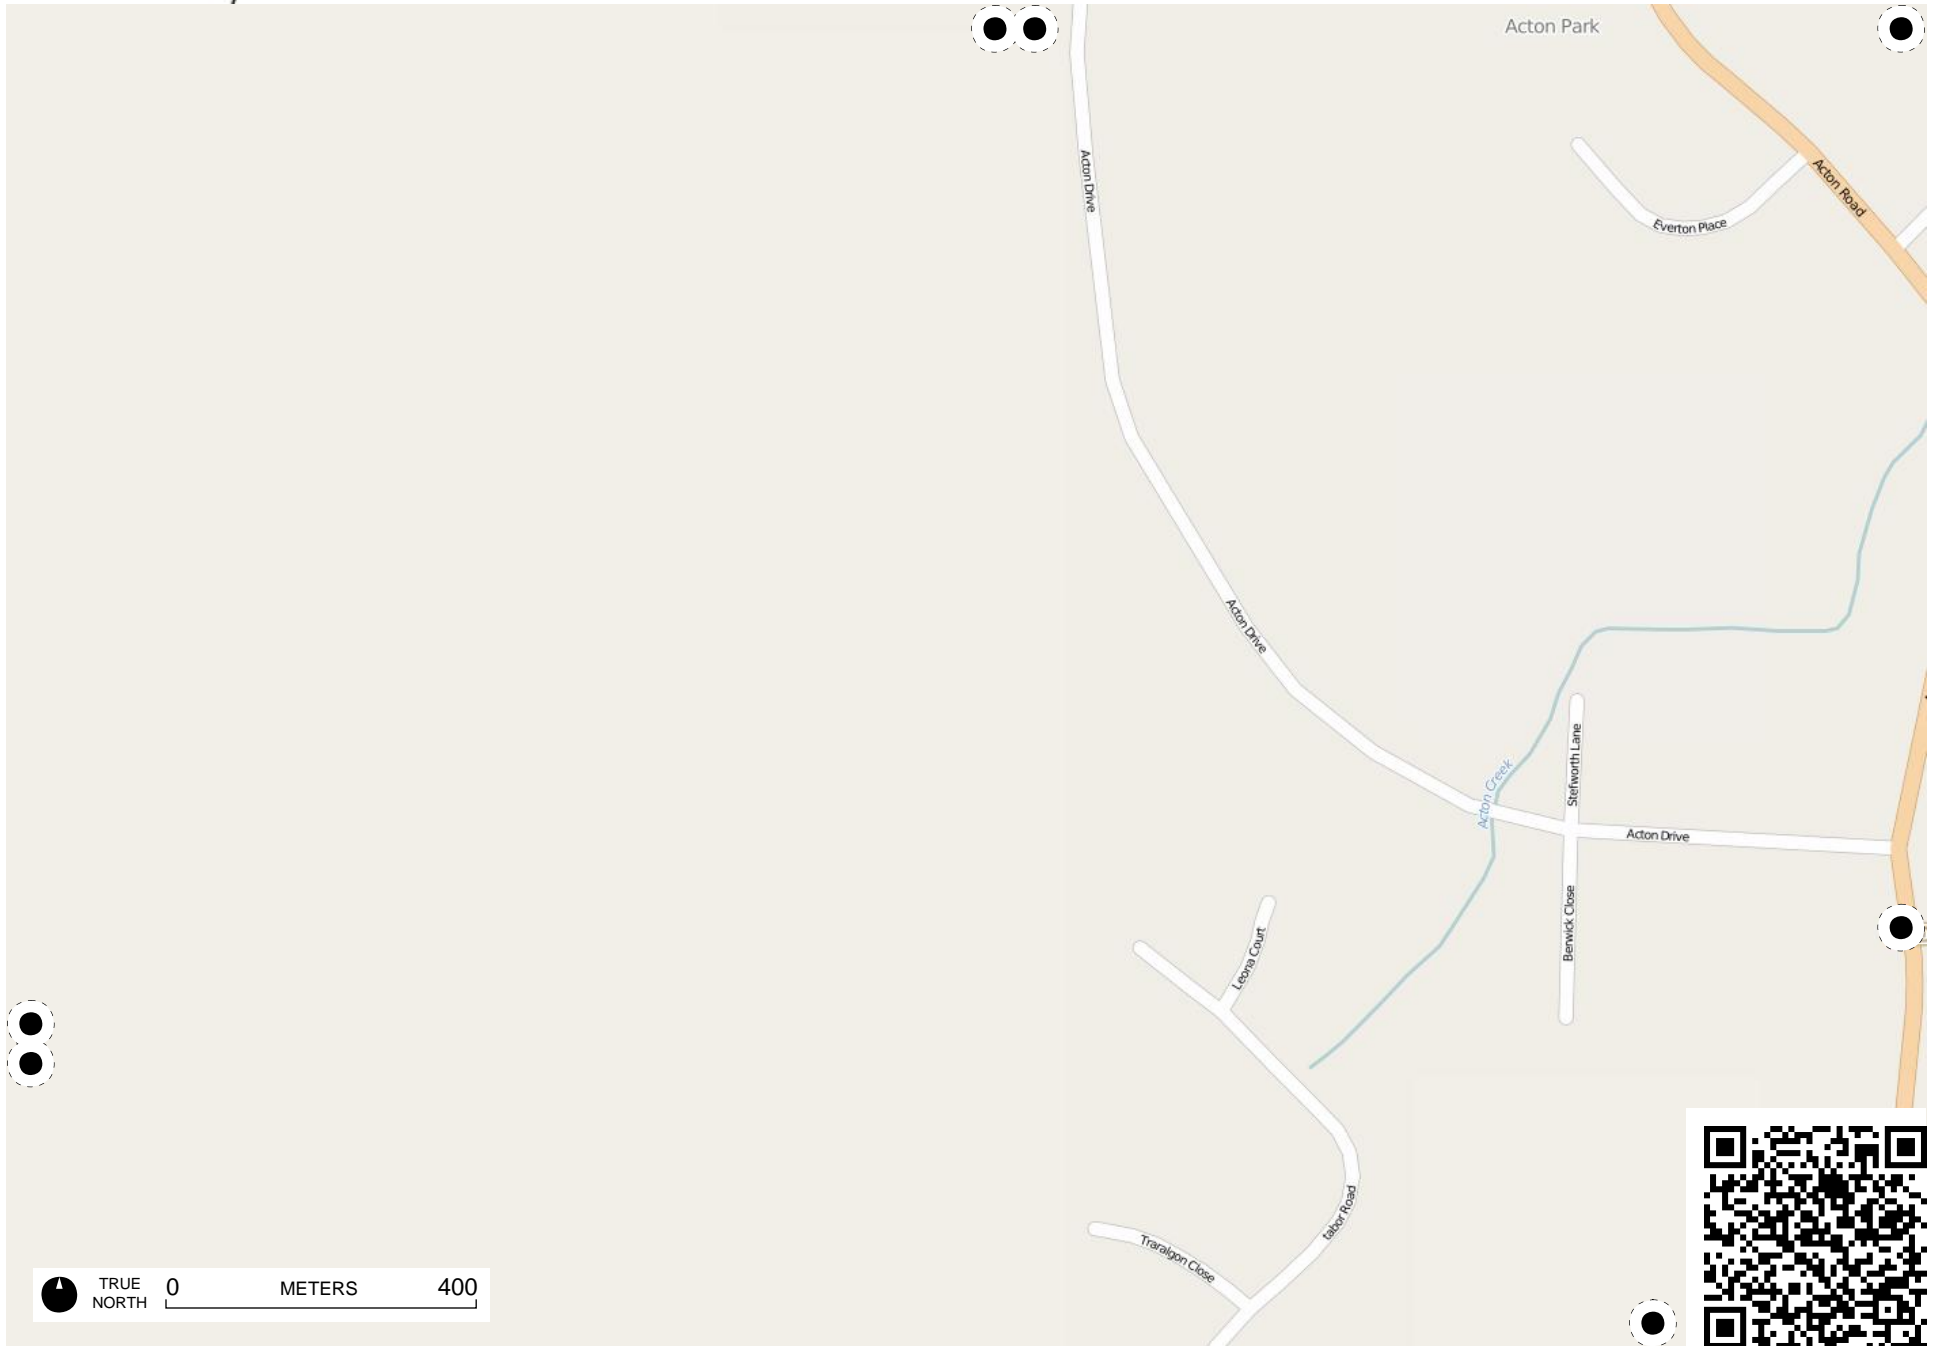 Acton Park
Acton Drive
Acton Road
Everton Place
Acton Drive
Stefworth Lane
Acton Creek
Acton Drive
Berwick Close
Leona Court
tabor Road
Traralgon Close
TRUE
NORTH
0 METERS 400